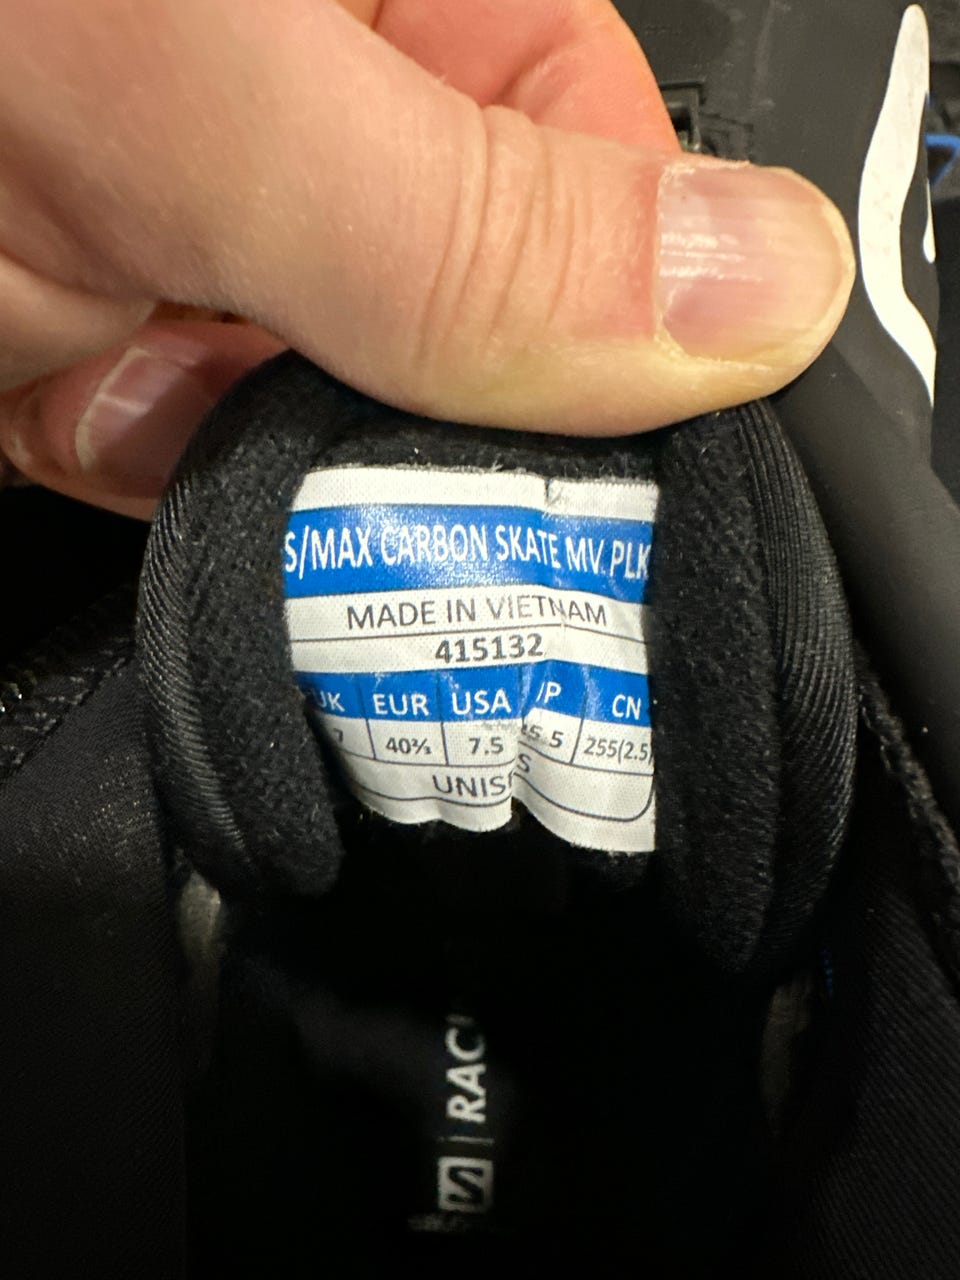 S/MAX CARBON SKATE MV PLK
MADE IN VIETNAM
415132
UK EUR USA JP CN
7 40⅔ 7.5 25.5 255(2.5)
RAC